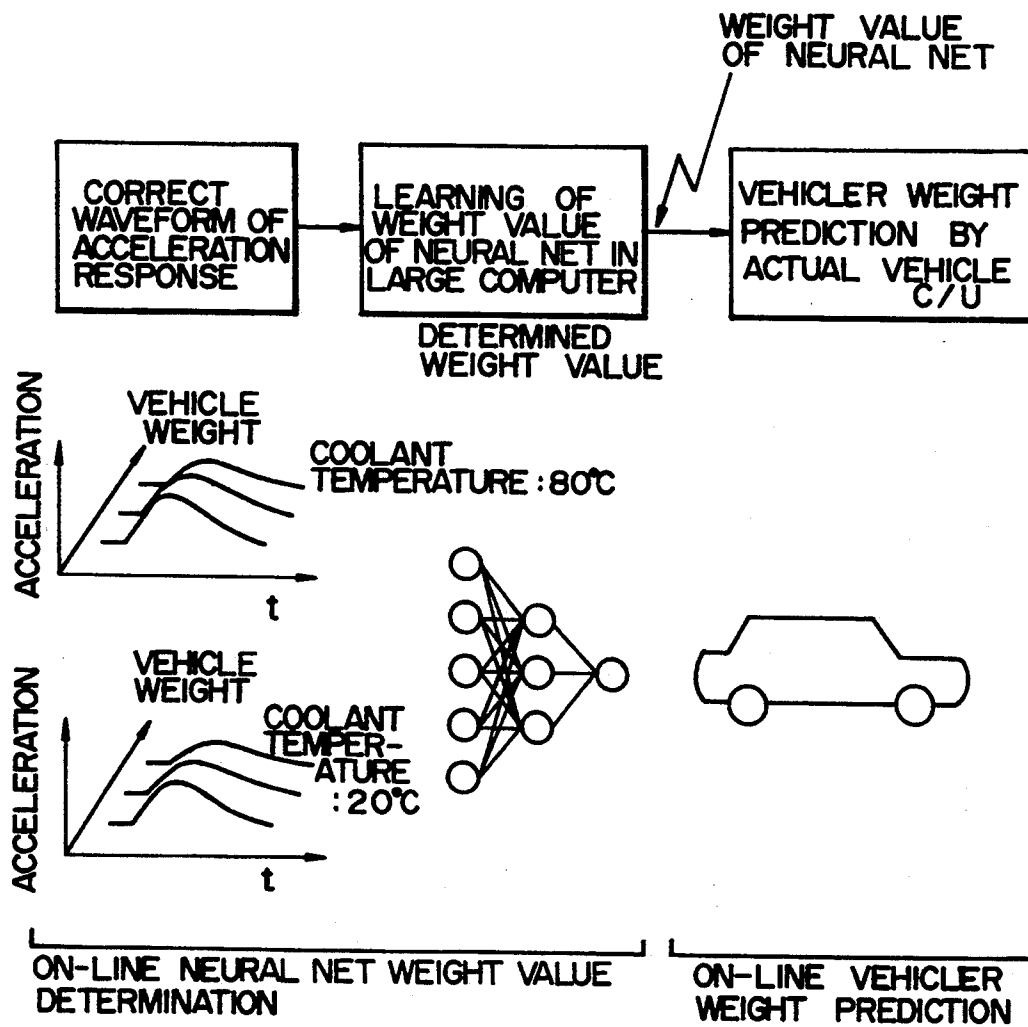 WEIGHT VALUE
OF NEURAL NET
CORRECT
WAVEFORM OF
ACCELERATION
RESPONSE
LEARNING OF
WEIGHT VALUE
OF NEURAL NET IN
LARGE COMPUTER
VEHICLER WEIGHT
PREDICTION BY
ACTUAL VEHICLE
C/U
DETERMINED
WEIGHT VALUE
ACCELERATION
VEHICLE
WEIGHT
COOLANT
TEMPERATURE : 80°C
t
ACCELERATION
VEHICLE
WEIGHT
COOLANT
TEMPER-
ATURE
: 20°C
t
ON-LINE NEURAL NET WEIGHT VALUE
DETERMINATION
ON-LINE VEHICLER
WEIGHT PREDICTION